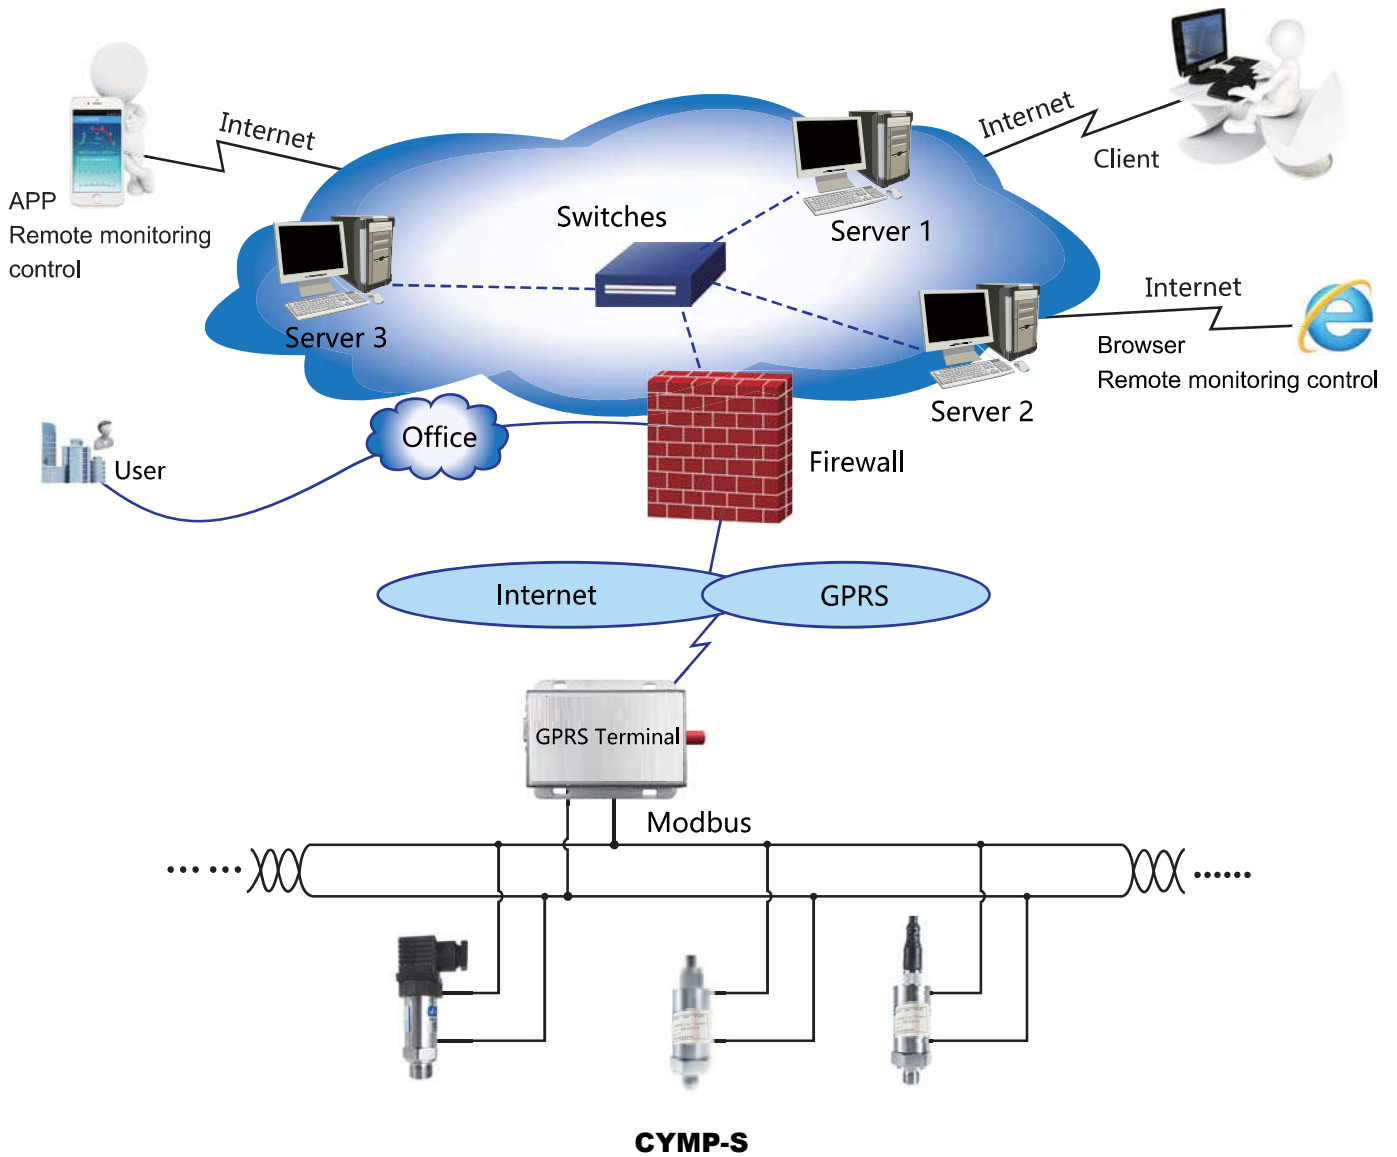 Internet
Internet
Client
APP
Remote monitoring
control
Switches
Server 1
Internet
Server 3
Browser
Remote monitoring control
Server 2
Office
User
Firewall
Internet
GPRS
GPRS Terminal
Modbus
CYMP-S